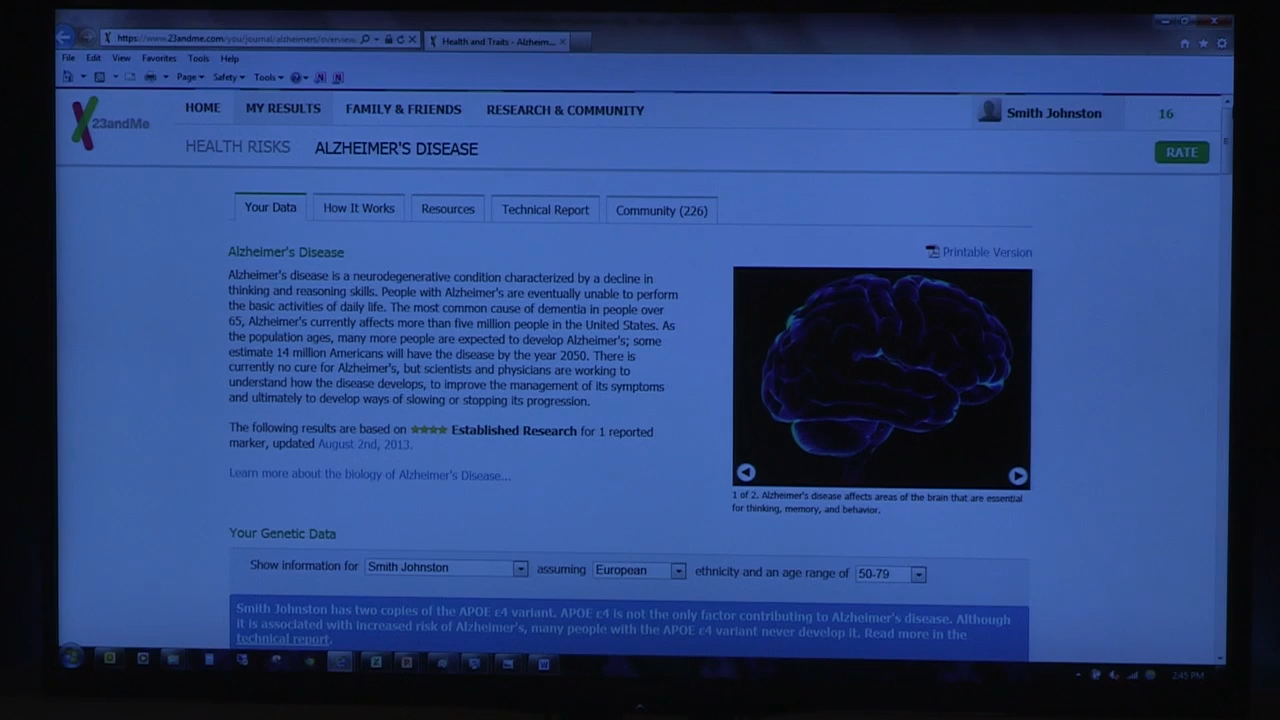 https://www.23andme.com/you/journal/alzheimers/overview
Health and Traits - Alzheim...
File Edit View Favorites Tools Help
Page Safety Tools
23andMe
HOME MY RESULTS FAMILY & FRIENDS RESEARCH & COMMUNITY
Smith Johnston 16
HEALTH RISKS ALZHEIMER'S DISEASE
RATE
Your Data How It Works Resources Technical Report Community (226)
Alzheimer's Disease
Printable Version
Alzheimer's disease is a neurodegenerative condition characterized by a decline in
thinking and reasoning skills. People with Alzheimer's are eventually unable to perform
the basic activities of daily life. The most common cause of dementia in people over
65, Alzheimer's currently affects more than five million people in the United States. As
the population ages, many more people are expected to develop Alzheimer's; some
estimate 14 million Americans will have the disease by the year 2050. There is
currently no cure for Alzheimer's, but scientists and physicians are working to
understand how the disease develops, to improve the management of its symptoms
and ultimately to develop ways of slowing or stopping its progression.
The following results are based on ★★★★ Established Research for 1 reported
marker, updated August 2nd, 2013.
Learn more about the biology of Alzheimer's Disease...
1 of 2. Alzheimer's disease affects areas of the brain that are essential
for thinking, memory, and behavior.
Your Genetic Data
Show information for Smith Johnston assuming European ethnicity and an age range of 50-79
Smith Johnston has two copies of the APOE ε4 variant. APOE ε4 is not the only factor contributing to Alzheimer's disease. Although
it is associated with increased risk of Alzheimer's, many people with the APOE ε4 variant never develop it. Read more in the
technical report.
2:45 PM